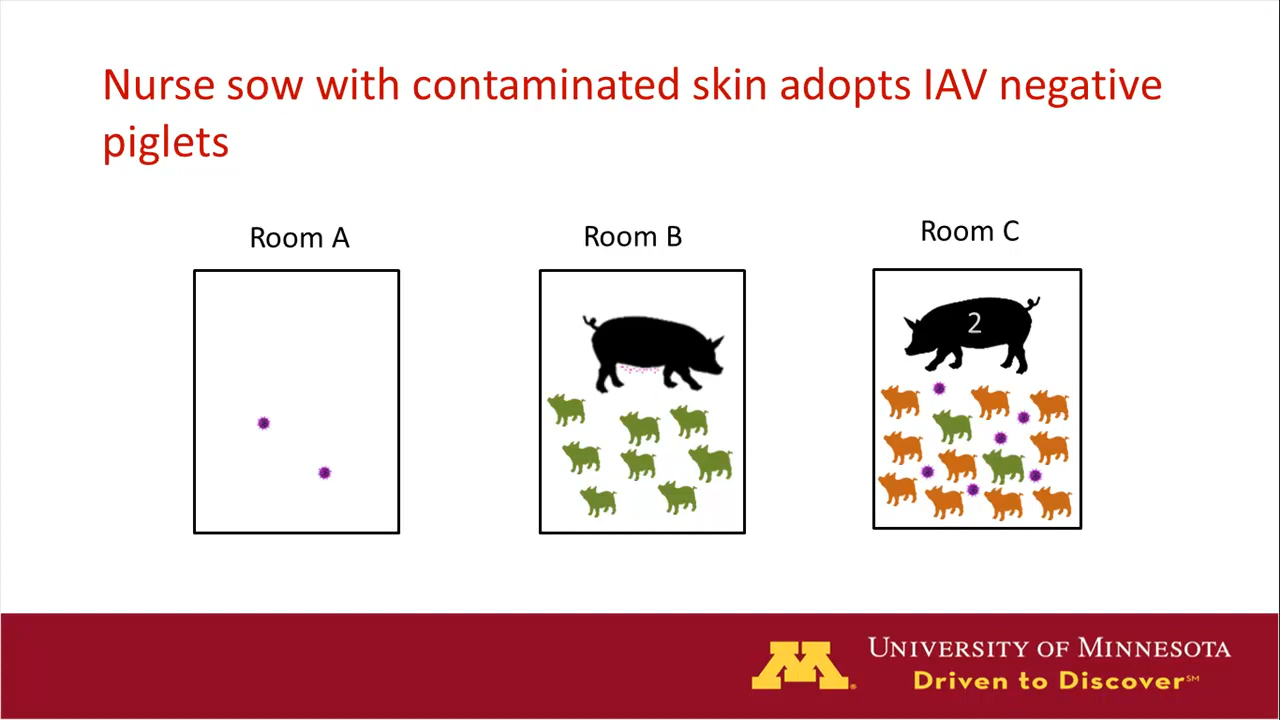 Nurse sow with contaminated skin adopts IAV negative
piglets
Room A
Room B
Room C
2
M
UNIVERSITY OF MINNESOTA
Driven to Discover℠